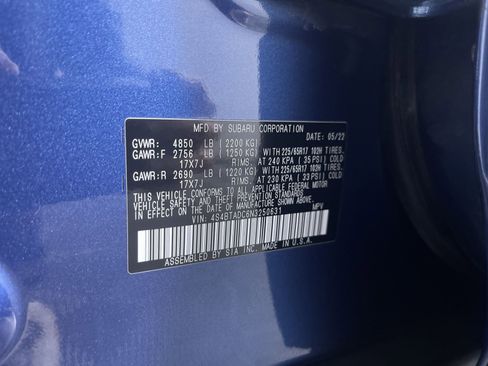 MFD BY SUBARU CORPORATION
DATE: 05/22
GVWR: 4850 LB (2200 KG)
GAWR:F 2756 LB (1250 KG) WITH 225/65R17 102H TIRES,
17X7J RIMS, AT 240 KPA (35 PSI) COLD
GAWR:R 2690 LB (1220 KG) WITH 225/65R17 102H TIRES,
17X7J RIMS, AT 230 KPA (33 PSI) COLD
THIS VEHICLE CONFORMS TO ALL APPLICABLE FEDERAL MOTOR
VEHICLE SAFETY AND BUMPER STANDARDS
IN EFFECT ON THE DATE OF MANUFACTURE SHOWN ABOVE.
VIN: 4S4BTADC6N3250631 MPV
ASSEMBLED BY SIA INC. MADE IN U.S.A.